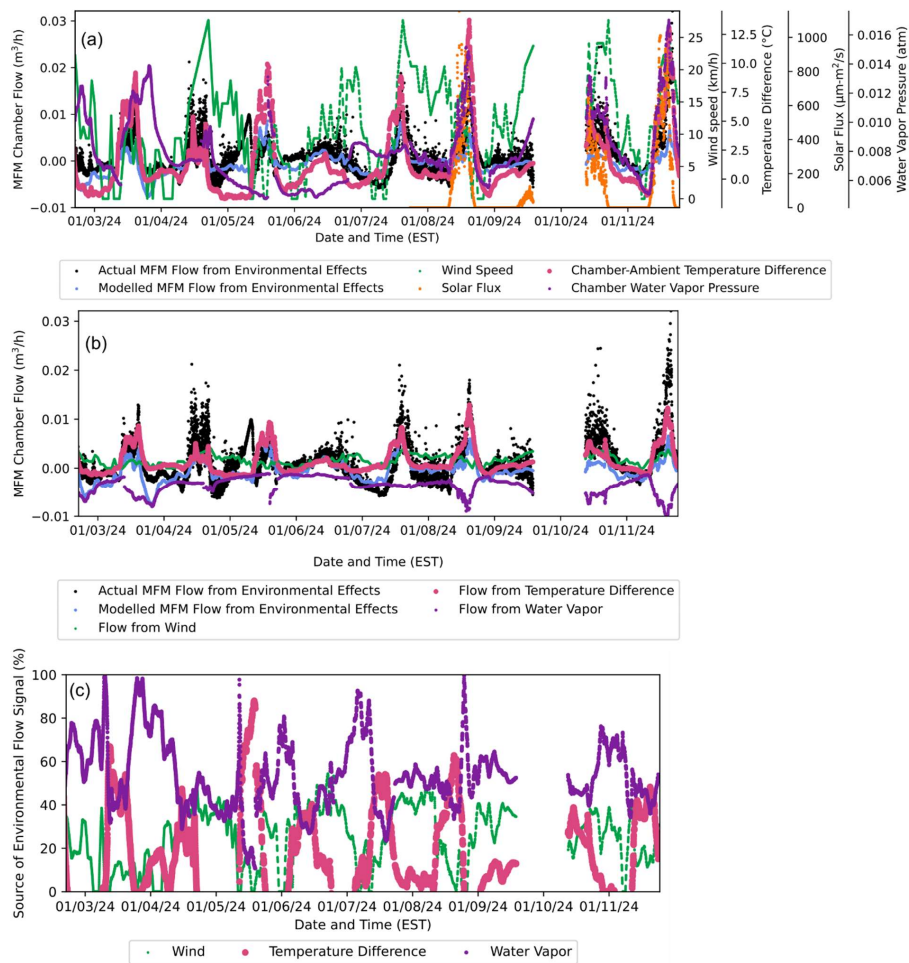 (a)
MFM Chamber Flow (m³/h)
0.03
0.02
0.01
0.00
−0.01
01/03/24 01/04/24 01/05/24 01/06/24 01/07/24 01/08/24 01/09/24 01/10/24 01/11/24
Date and Time (EST)
25
20
15
10
5
0
Wind speed (km/h)
12.5
10.0
7.5
5.0
2.5
0.0
Temperature Difference (°C)
1000
800
600
400
200
0
Solar Flux (μm-m²/s)
0.016
0.014
0.012
0.010
0.008
0.006
Water Vapor Pressure (atm)
Actual MFM Flow from Environmental Effects
Modelled MFM Flow from Environmental Effects
Wind Speed
Solar Flux
Chamber-Ambient Temperature Difference
Chamber Water Vapor Pressure
(b)
MFM Chamber Flow (m³/h)
0.03
0.02
0.01
0.00
−0.01
01/03/24 01/04/24 01/05/24 01/06/24 01/07/24 01/08/24 01/09/24 01/10/24 01/11/24
Date and Time (EST)
Actual MFM Flow from Environmental Effects
Modelled MFM Flow from Environmental Effects
Flow from Wind
Flow from Temperature Difference
Flow from Water Vapor
(c)
Source of Environmental Flow Signal (%)
100
80
60
40
20
0
01/03/24 01/04/24 01/05/24 01/06/24 01/07/24 01/08/24 01/09/24 01/10/24 01/11/24
Date and Time (EST)
Wind Temperature Difference Water Vapor